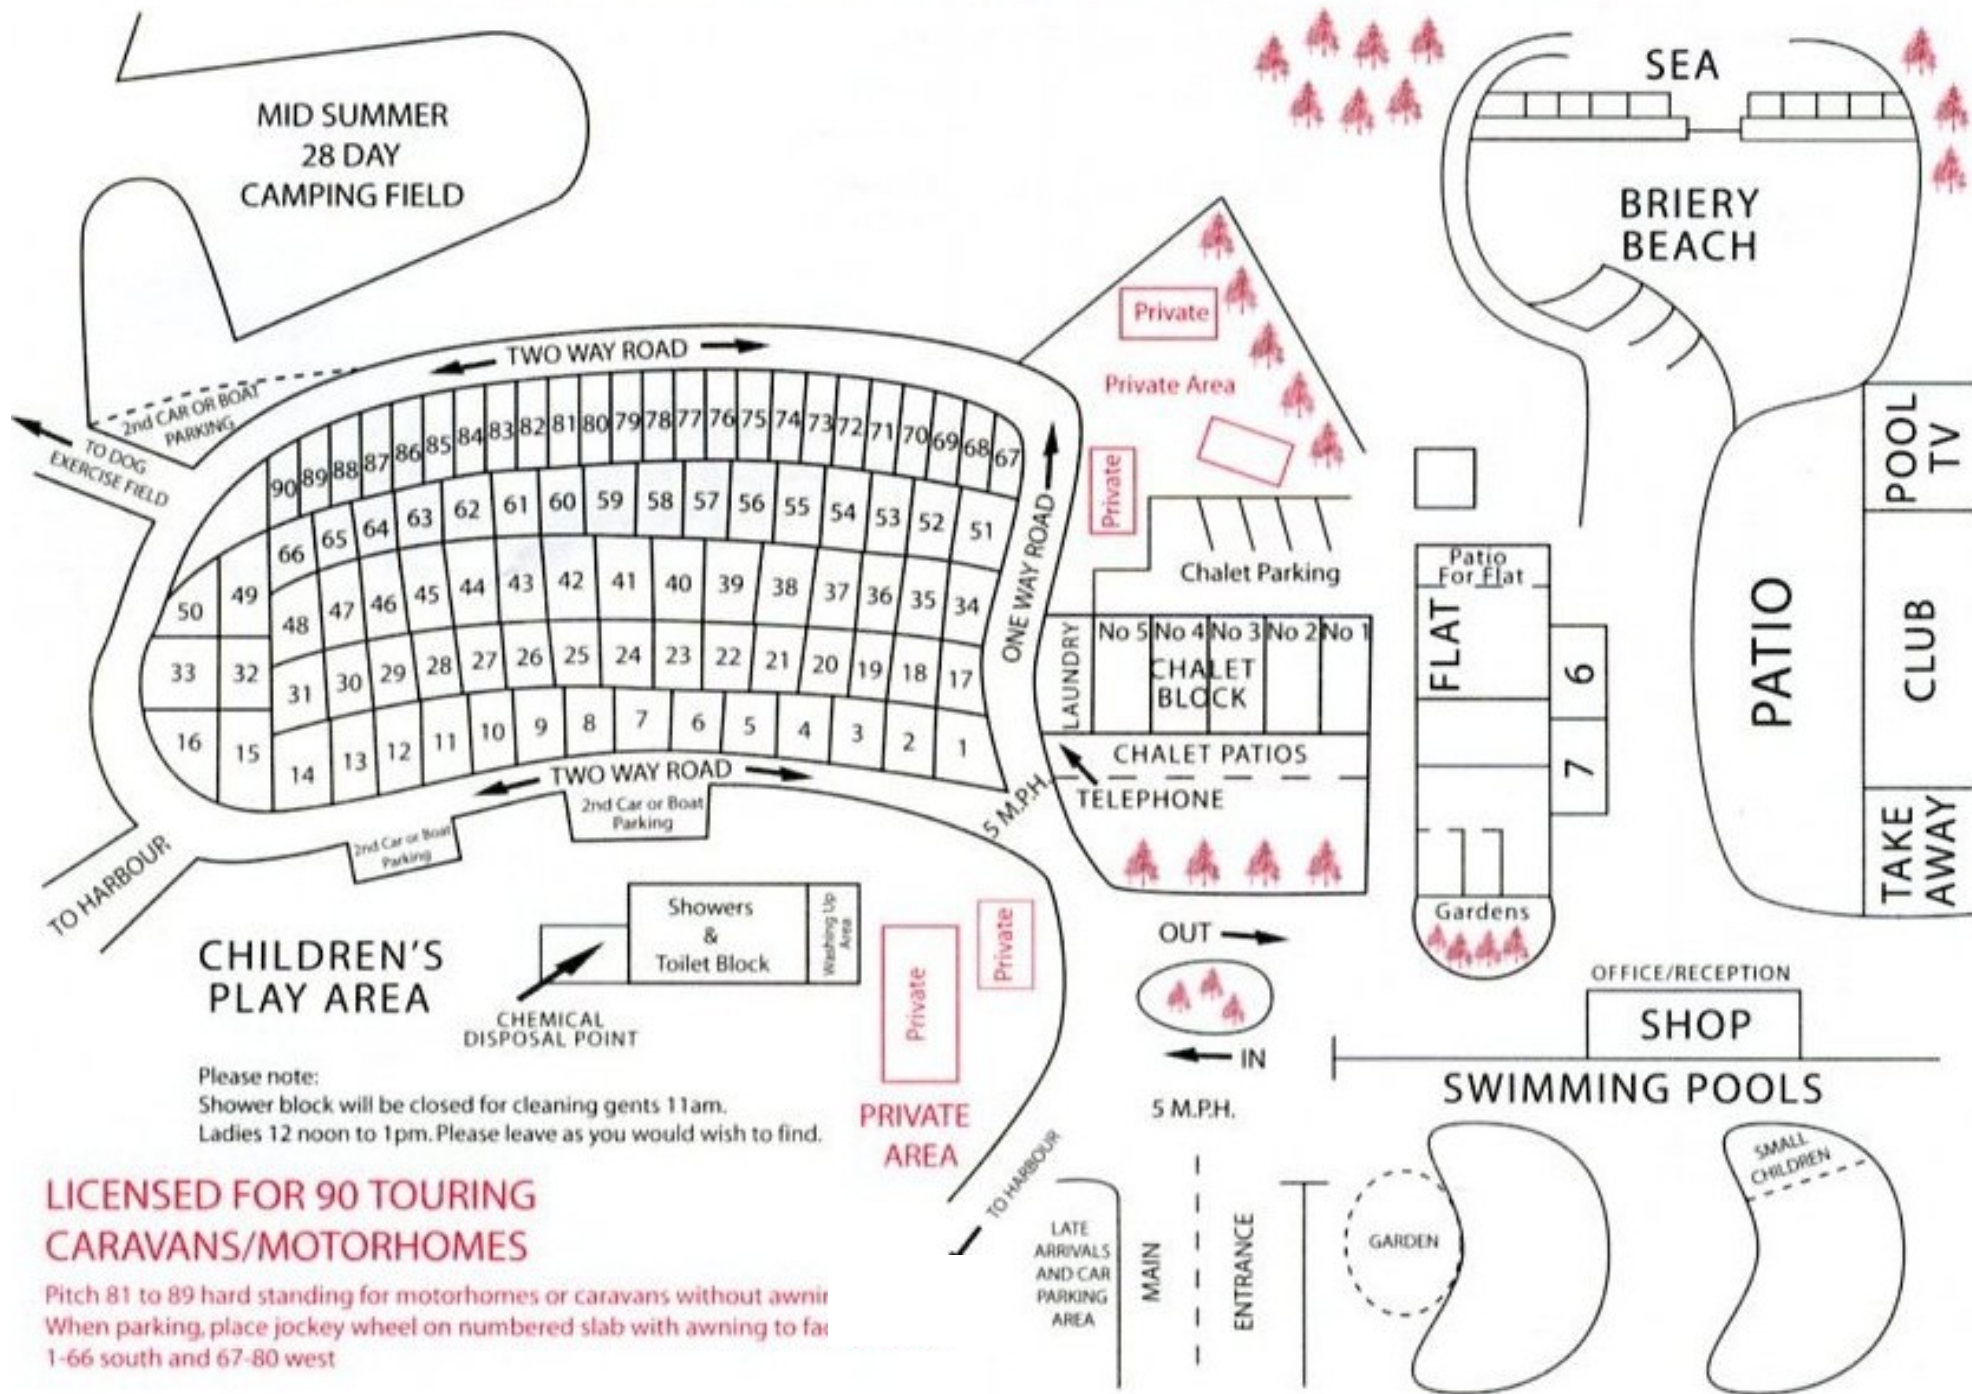 MID SUMMER
28 DAY
CAMPING FIELD
SEA
BRIERY
BEACH
Private
Private Area
Private
TWO WAY ROAD
2nd CAR OR BOAT
PARKING
TO DOG
EXERCISE FIELD
90 89 88 87 86 85 84 83 82 81 80 79 78 77 76 75 74 73 72 71 70 69 68 67
66 65 64 63 62 61 60 59 58 57 56 55 54 53 52 51
50 49 48 47 46 45 44 43 42 41 40 39 38 37 36 35 34
33 32 31 30 29 28 27 26 25 24 23 22 21 20 19 18 17
16 15 14 13 12 11 10 9 8 7 6 5 4 3 2 1
ONE WAY ROAD
TWO WAY ROAD
2nd Car or Boat
Parking
2nd Car or Boat
Parking
5 M.P.H.
TO HARBOUR
Chalet Parking
LAUNDRY
No 5 No 4 No 3 No 2 No 1
CHALET
BLOCK
CHALET PATIOS
TELEPHONE
Patio
For Flat
FLAT
6
7
Gardens
PATIO
POOL
TV
CLUB
TAKE
AWAY
CHILDREN'S
PLAY AREA
Showers
&
Toilet Block
Washing Up
Area
CHEMICAL
DISPOSAL POINT
Private
Private
PRIVATE
AREA
OUT
IN
5 M.P.H.
OFFICE/RECEPTION
SHOP
SWIMMING POOLS
SMALL
CHILDREN
GARDEN
TO HARBOUR
LATE
ARRIVALS
AND CAR
PARKING
AREA
MAIN
ENTRANCE
Please note:
Shower block will be closed for cleaning gents 11am.
Ladies 12 noon to 1pm. Please leave as you would wish to find.
LICENSED FOR 90 TOURING
CARAVANS/MOTORHOMES
Pitch 81 to 89 hard standing for motorhomes or caravans without
When parking, place jockey wheel on numbered slab with awning to
1-66 south and 67-80 west